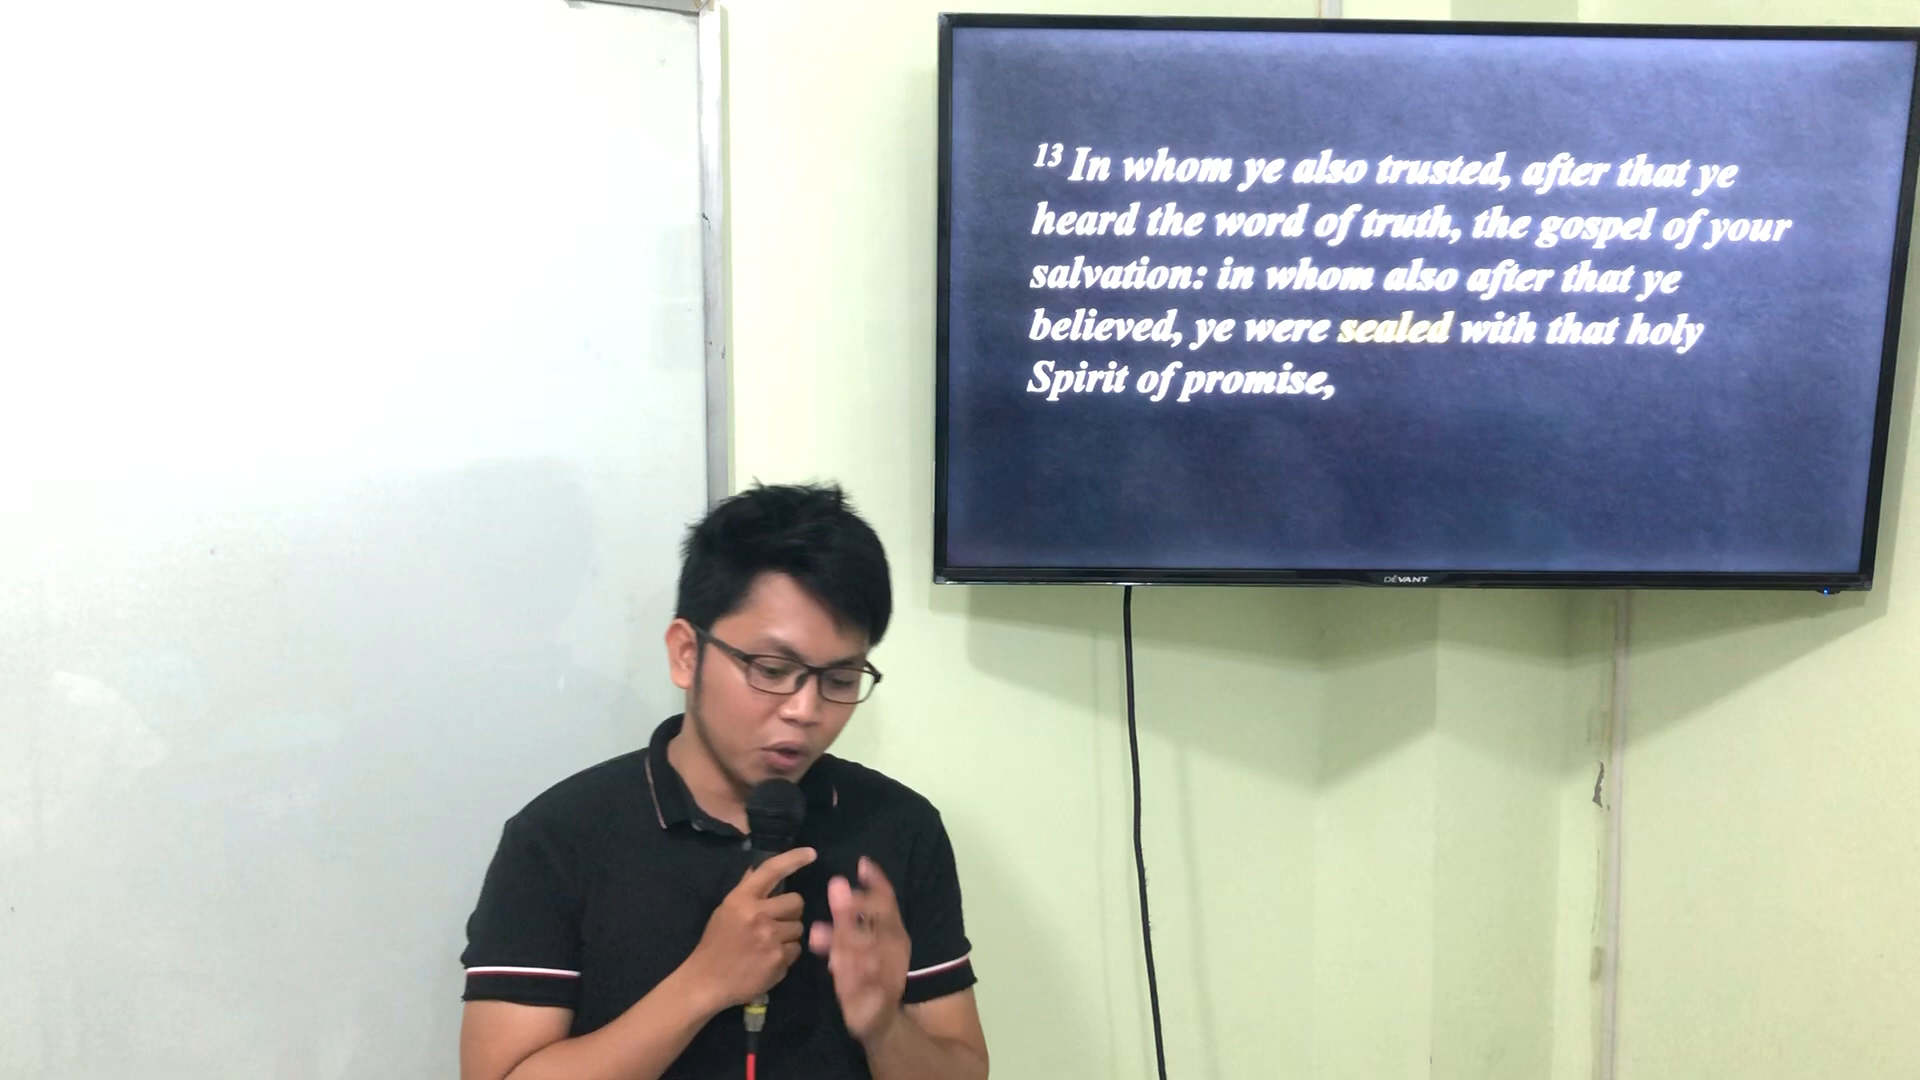 13 In whom ye also trusted, after that ye
heard the word of truth, the gospel of your
salvation: in whom also after that ye
believed, ye were sealed with that holy
Spirit of promise,
DEVANT